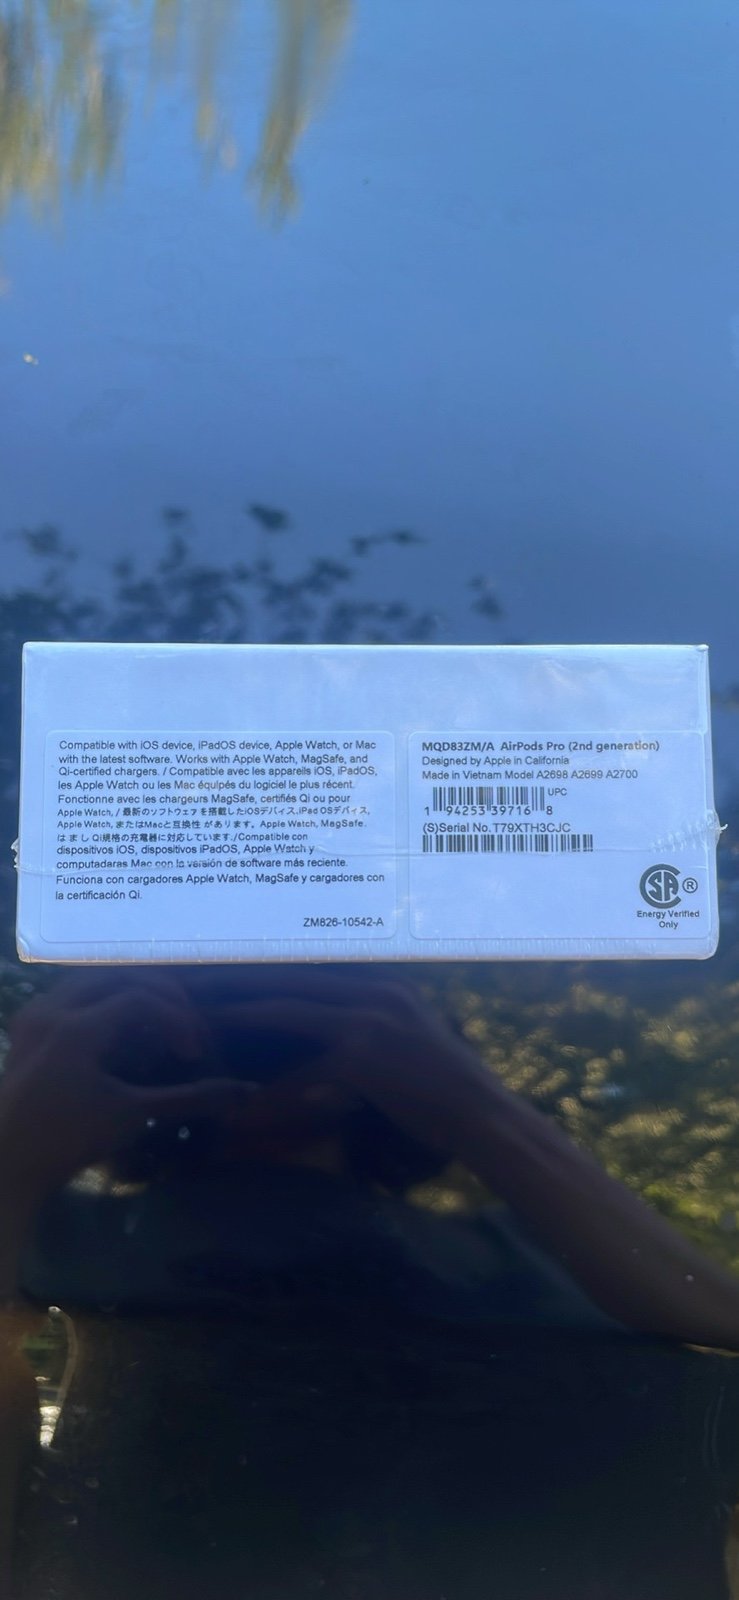 Compatible with iOS device, iPadOS device, Apple Watch, or Mac
with the latest software. Works with Apple Watch, MagSafe, and
Qi-certified chargers. / Compatible avec les appareils iOS, iPadOS,
les Apple Watch ou les Mac équipés du logiciel le plus récent.
Fonctionne avec les chargeurs MagSafe, certifiés Qi ou pour
Apple Watch, / 最新のソフトウェアを搭載したiOSデバイス.iPad OSデバイス,
Apple Watch, またはMacと互換性 が あります。Apple Watch, MagSafe,
は ま し Qi規格の充電器に対応しています./Compatible con
dispositivos iOS, dispositivos iPadOS, Apple Watch y
computadoras Mac con la versión de software más reciente.
Funciona con cargadores Apple Watch, MagSafe y cargadores con
la certificación Qi.
ZM826-10542-A
MQD83ZM/A AirPods Pro (2nd generation)
Designed by Apple in California
Made in Vietnam Model A2698 A2699 A2700
UPC
1 94253 39716 8
(S)Serial No.T79XTH3CJC
SA ®
Energy Verified
Only